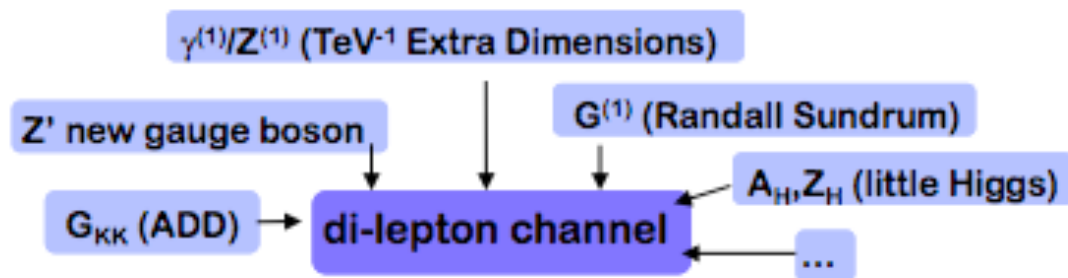 γ⁽¹⁾/Z⁽¹⁾ (TeV⁻¹ Extra Dimensions)
G⁽¹⁾ (Randall Sundrum)
Z' new gauge boson
A_H,Z_H (little Higgs)
G_KK (ADD)
di-lepton channel
...